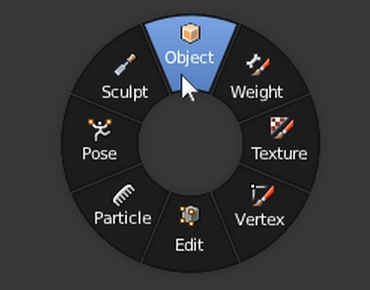 Object
Sculpt
Weight
Pose
Texture
Particle
Vertex
Edit